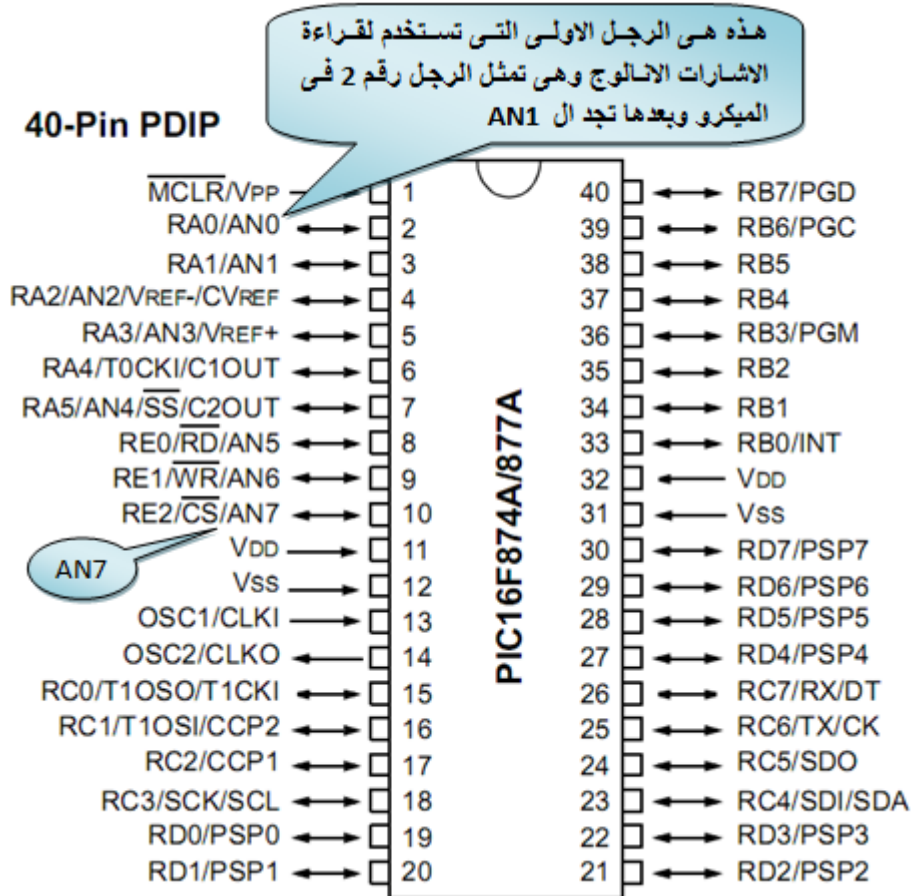 هذه هى الرجل الاولى التى تستخدم لقراءة
الاشارات الانالوج وهى تمثل الرجل رقم 2 فى
الميكرو وبعدها تجد ال AN1
40-Pin PDIP
MCLR/VPP 1 40 RB7/PGD
RA0/AN0 2 39 RB6/PGC
RA1/AN1 3 38 RB5
RA2/AN2/VREF-/CVREF 4 37 RB4
RA3/AN3/VREF+ 5 36 RB3/PGM
RA4/T0CKI/C1OUT 6 35 RB2
RA5/AN4/SS/C2OUT 7 34 RB1
RE0/RD/AN5 8 33 RB0/INT
RE1/WR/AN6 9 32 VDD
RE2/CS/AN7 10 31 VSS
AN7
VDD 11 30 RD7/PSP7
VSS 12 29 RD6/PSP6
OSC1/CLKI 13 28 RD5/PSP5
OSC2/CLKO 14 27 RD4/PSP4
RC0/T1OSO/T1CKI 15 26 RC7/RX/DT
RC1/T1OSI/CCP2 16 25 RC6/TX/CK
RC2/CCP1 17 24 RC5/SDO
RC3/SCK/SCL 18 23 RC4/SDI/SDA
RD0/PSP0 19 22 RD3/PSP3
RD1/PSP1 20 21 RD2/PSP2
PIC16F874A/877A